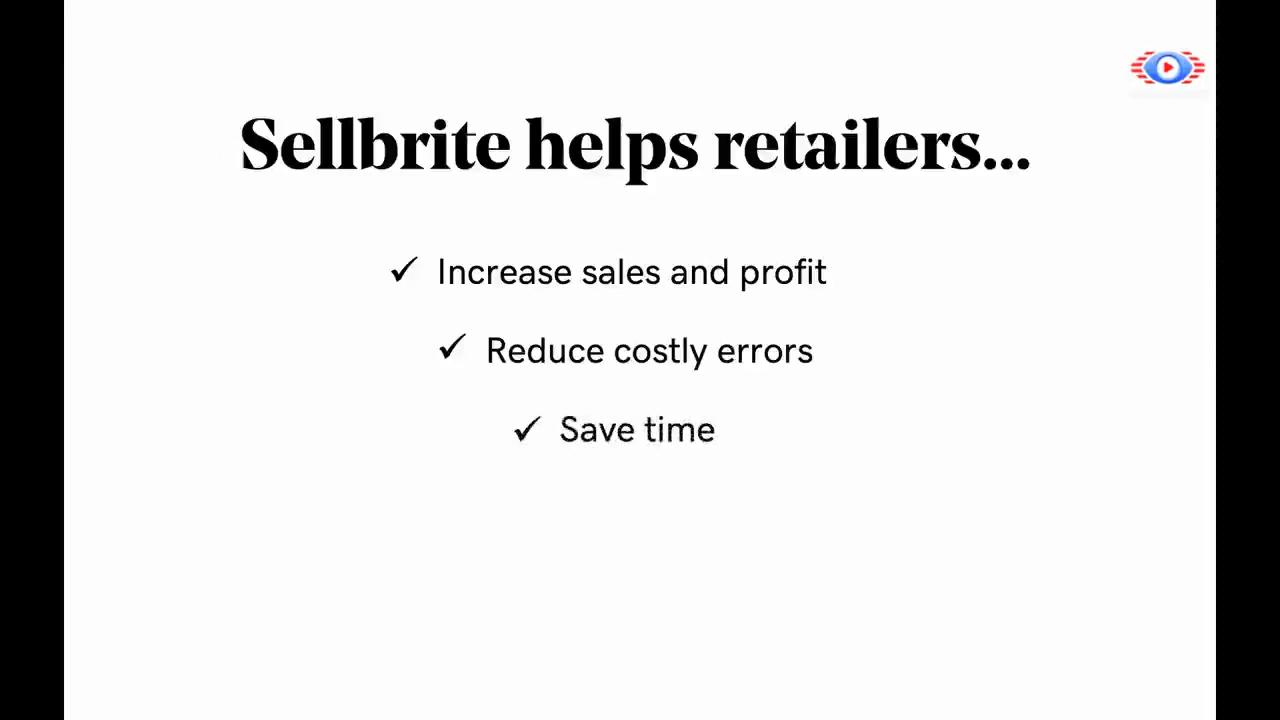 Sellbrite helps retailers...
✓ Increase sales and profit
✓ Reduce costly errors
✓ Save time